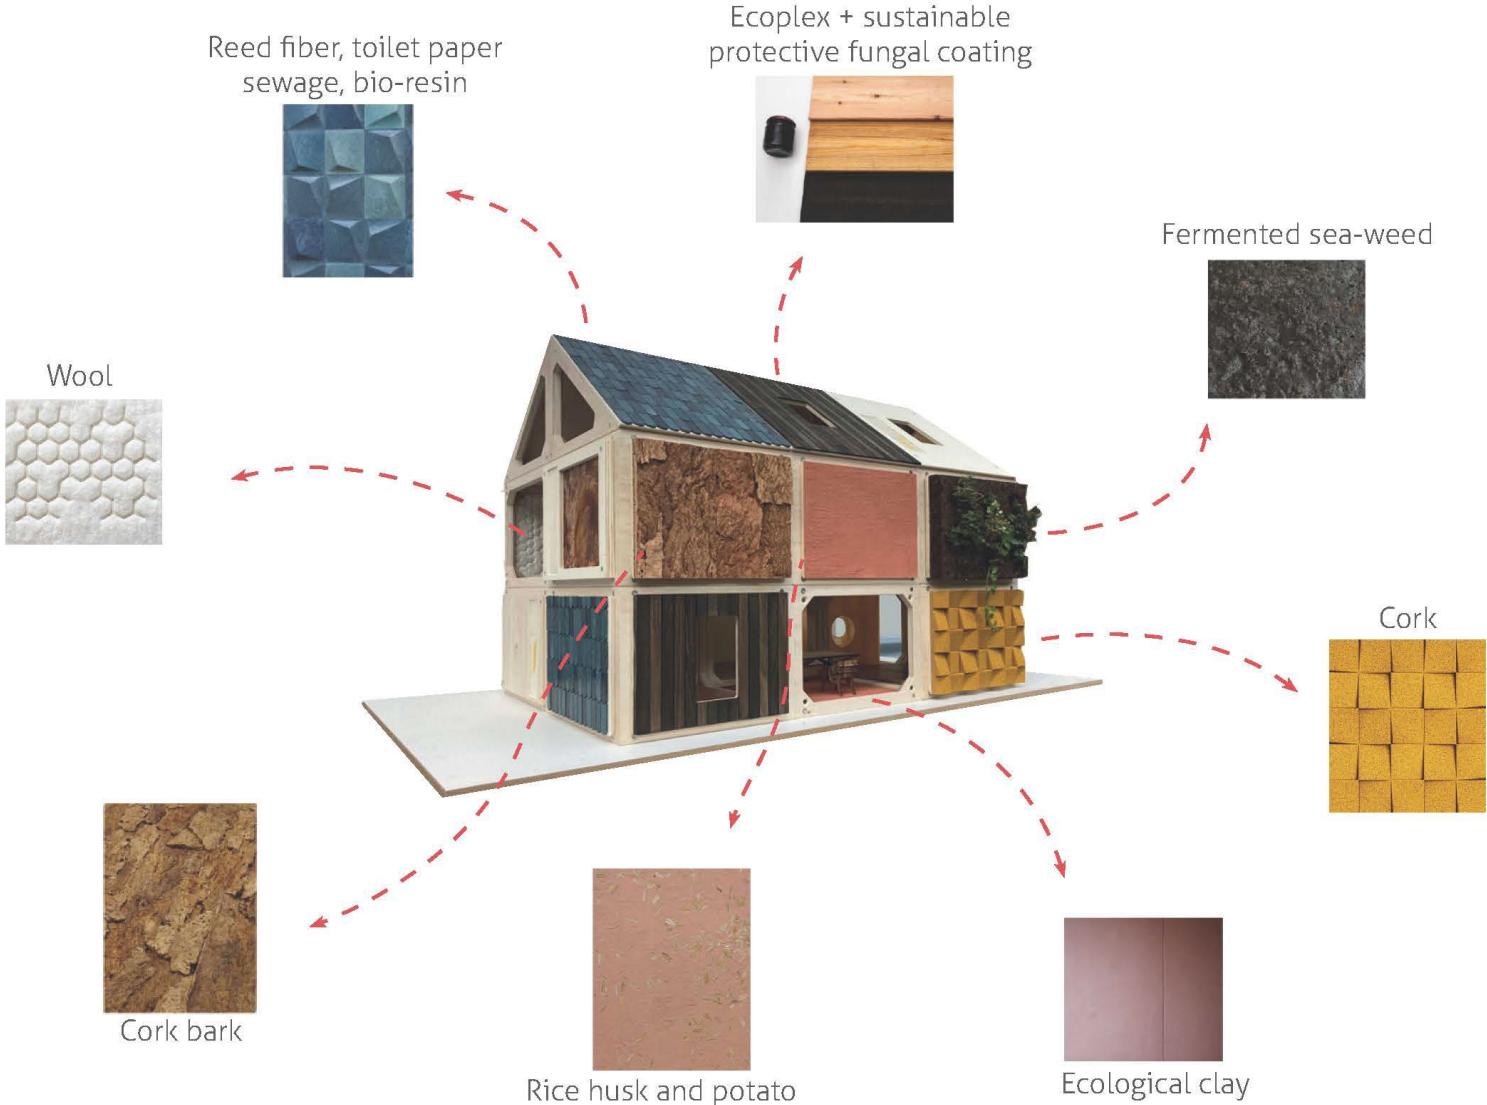 Ecoplex + sustainable
protective fungal coating
Reed fiber, toilet paper
sewage, bio-resin
Fermented sea-weed
Wool
Cork
Cork bark
Rice husk and potato
Ecological clay